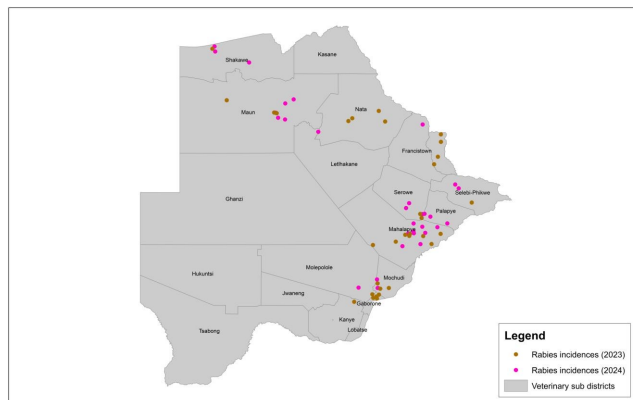 Kasane
Shakawe
Nata
Maun
Francistown
Letlhakane
Serowe
Selebi-Phikwe
Ghanzi
Palapye
Mahalapye
Hukuntsi
Molepolole
Mochudi
Jwaneng
Gaborone
Kanye
Tsabong
Lobatse
Legend
Rabies incidences (2023)
Rabies incidences (2024)
Veterinary sub districts